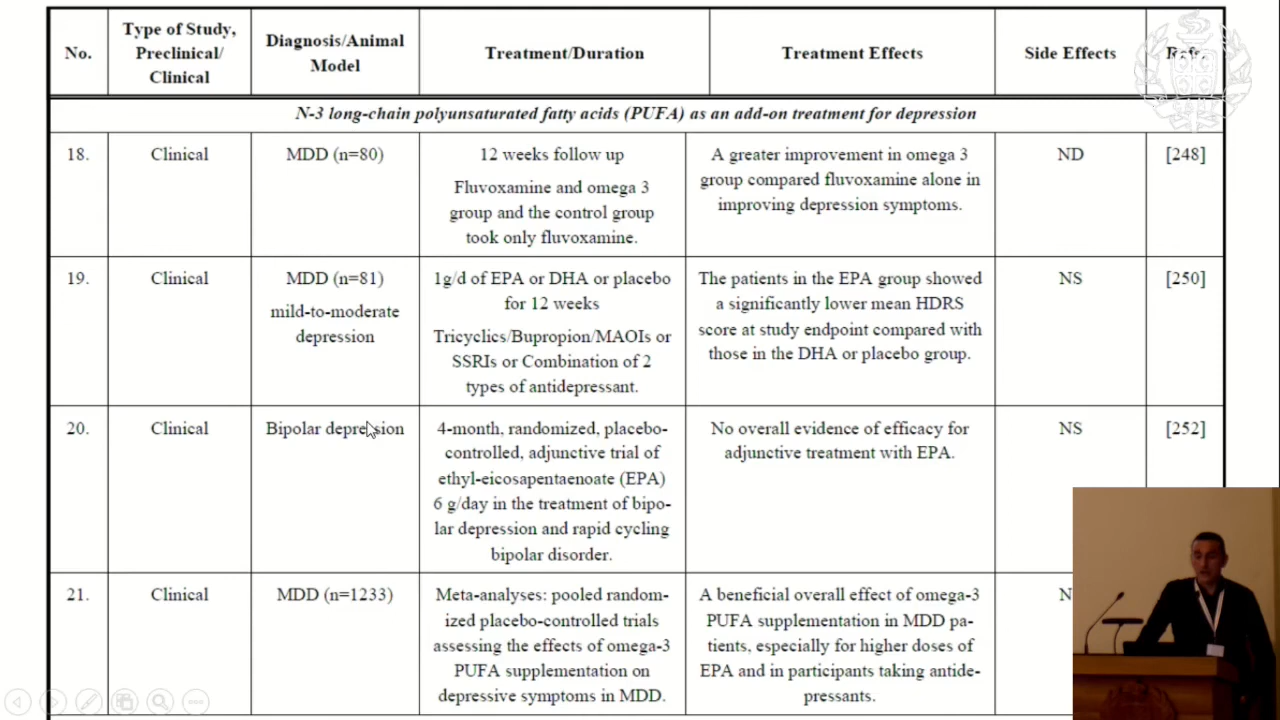 No.
Type of Study,
Preclinical/
Clinical
Diagnosis/Animal
Model
Treatment/Duration
Treatment Effects
Side Effects
Refs.
N-3 long-chain polyunsaturated fatty acids (PUFA) as an add-on treatment for depression
18.
Clinical
MDD (n=80)
12 weeks follow up
Fluvoxamine and omega 3
group and the control group
took only fluvoxamine.
A greater improvement in omega 3
group compared fluvoxamine alone in
improving depression symptoms.
ND
[248]
19.
Clinical
MDD (n=81)
mild-to-moderate
depression
1g/d of EPA or DHA or placebo
for 12 weeks
Tricyclics/Bupropion/MAOIs or
SSRIs or Combination of 2
types of antidepressant.
The patients in the EPA group showed
a significantly lower mean HDRS
score at study endpoint compared with
those in the DHA or placebo group.
NS
[250]
20.
Clinical
Bipolar depression
4-month, randomized, placebo-
controlled, adjunctive trial of
ethyl-eicosapentaenoate (EPA)
6 g/day in the treatment of bipo-
lar depression and rapid cycling
bipolar disorder.
No overall evidence of efficacy for
adjunctive treatment with EPA.
NS
[252]
21.
Clinical
MDD (n=1233)
Meta-analyses: pooled random-
ized placebo-controlled trials
assessing the effects of omega-3
PUFA supplementation on
depressive symptoms in MDD.
A beneficial overall effect of omega-3
PUFA supplementation in MDD pa-
tients, especially for higher doses of
EPA and in participants taking antide-
pressants.